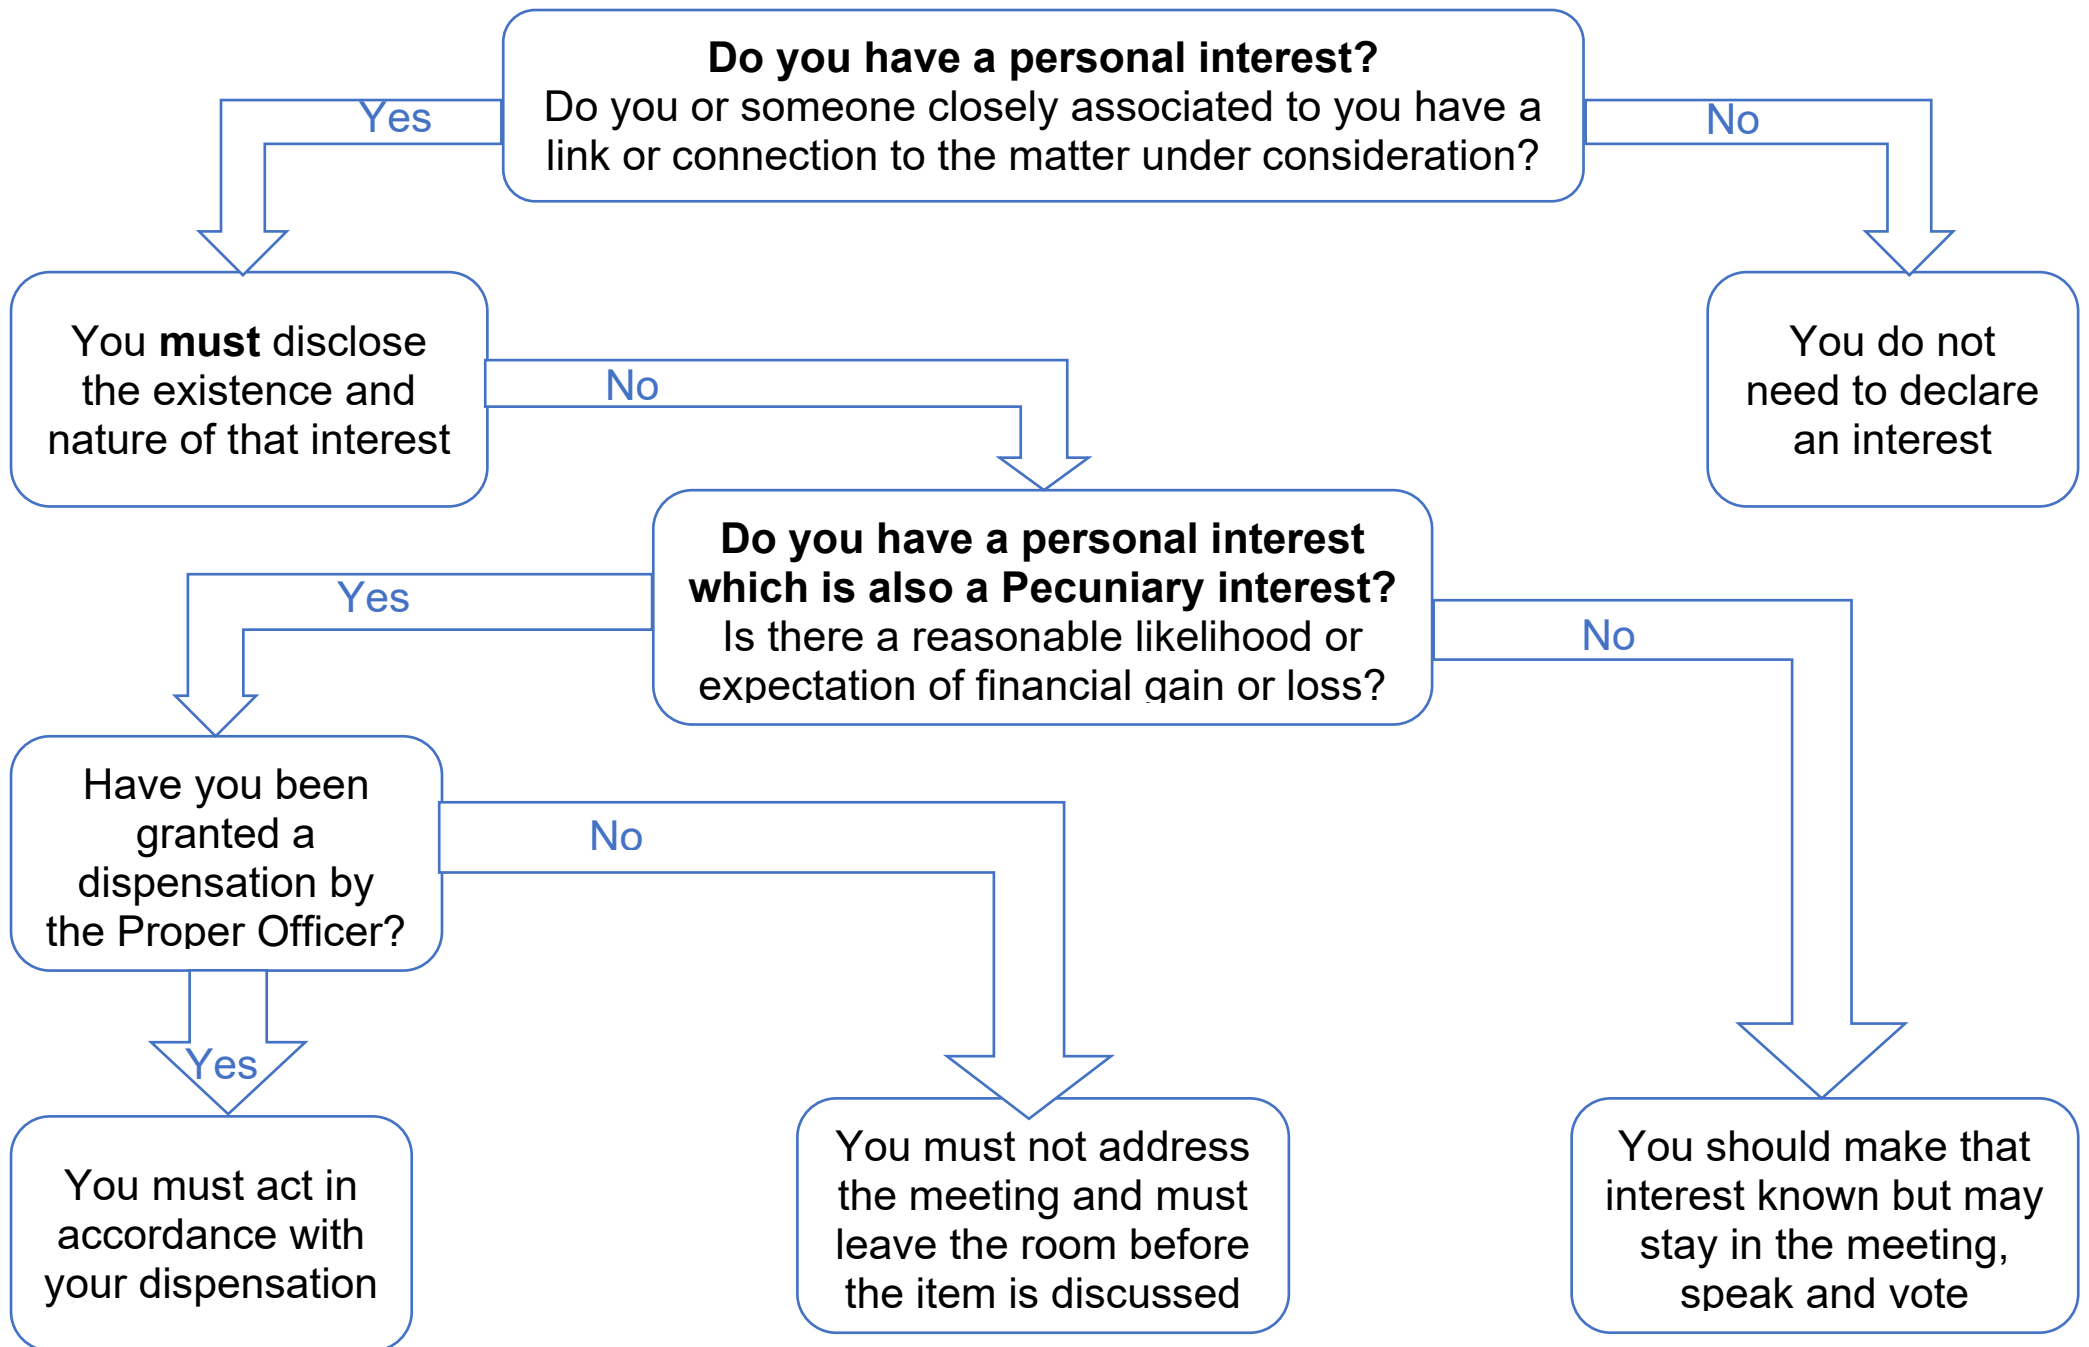 Do you have a personal interest?
Do you or someone closely associated to you have a
link or connection to the matter under consideration?
Yes
No
You must disclose
the existence and
nature of that interest
No
You do not
need to declare
an interest
Do you have a personal interest
which is also a Pecuniary interest?
Is there a reasonable likelihood or
expectation of financial gain or loss?
Yes
No
Have you been
granted a
dispensation by
the Proper Officer?
No
Yes
You must act in
accordance with
your dispensation
You must not address
the meeting and must
leave the room before
the item is discussed
You should make that
interest known but may
stay in the meeting,
speak and vote